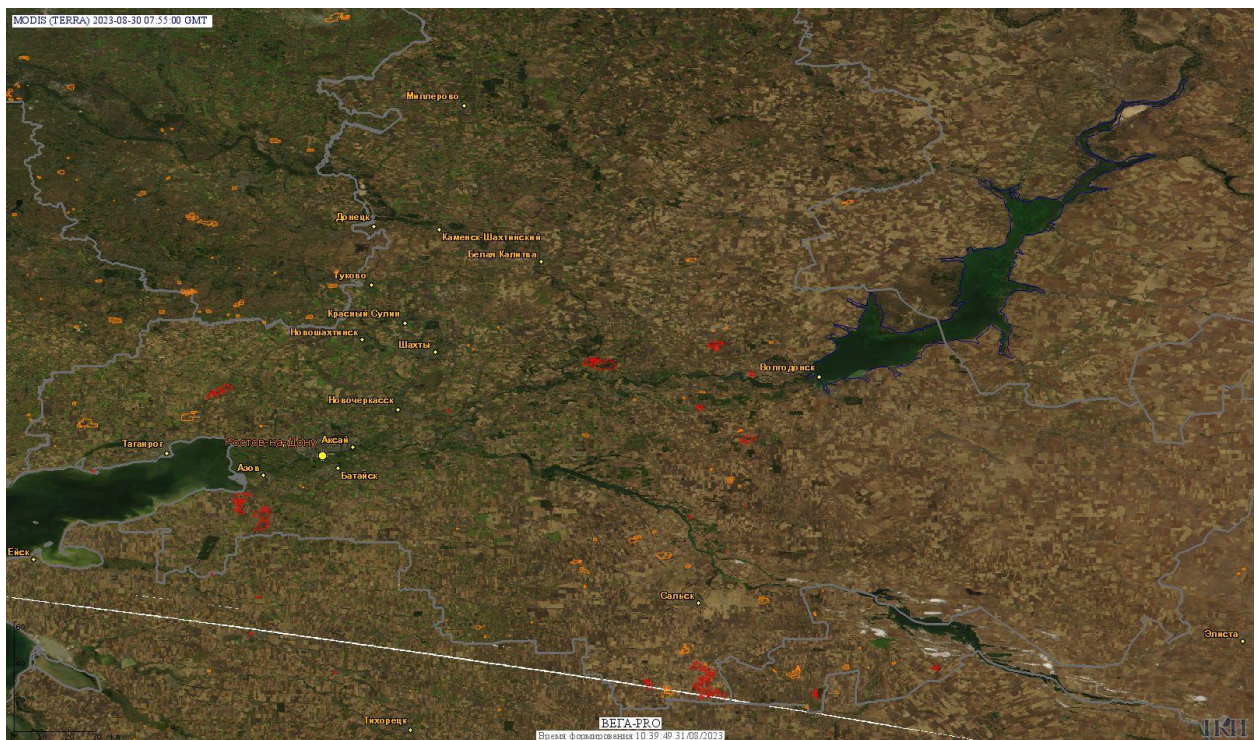 MODIS (TERRA) 2023-08-30 07:55:00 GMT
Миллерово
Донецк
Каменск-Шахтинский
Белая Калитва
Гуково
Красный Сулин
Новошахтинск
Шахты
Волгодонск
Новочеркасск
Ростов-на-Дону
Аксай
Таганрог
Азов
Батайск
Ейск
Сальск
Элиста
Тихорецк
ВЕГА-PRO
Время формирования 10:39:49 31/08/2023
ИКИ